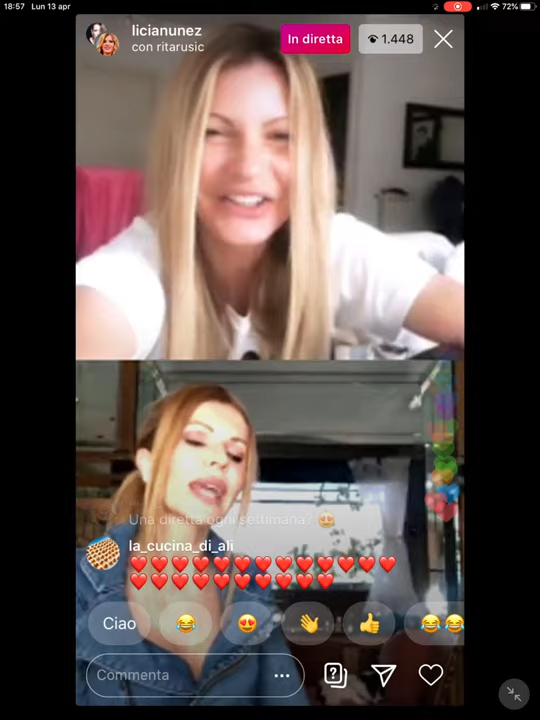 18:57 Lun 13 apr 72%
licianunez
con ritarusic
In diretta
1.448
Una diretta ogni settimana?
la_cucina_di_ali
Ciao
Commenta